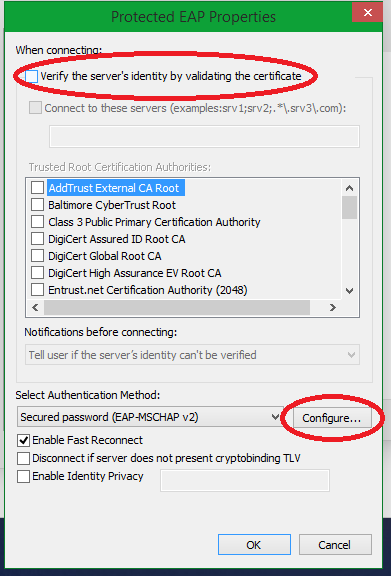 Protected EAP Properties
When connecting:
Verify the server's identity by validating the certificate
Connect to these servers (examples:srv1;srv2;.*\.srv3\.com):
Trusted Root Certification Authorities:
AddTrust External CA Root
Baltimore CyberTrust Root
Class 3 Public Primary Certification Authority
DigiCert Assured ID Root CA
DigiCert Global Root CA
DigiCert High Assurance EV Root CA
Entrust.net Certification Authority (2048)
Notifications before connecting:
Tell user if the server's identity can't be verified
Select Authentication Method:
Secured password (EAP-MSCHAP v2)
Configure...
Enable Fast Reconnect
Disconnect if server does not present cryptobinding TLV
Enable Identity Privacy
OK
Cancel